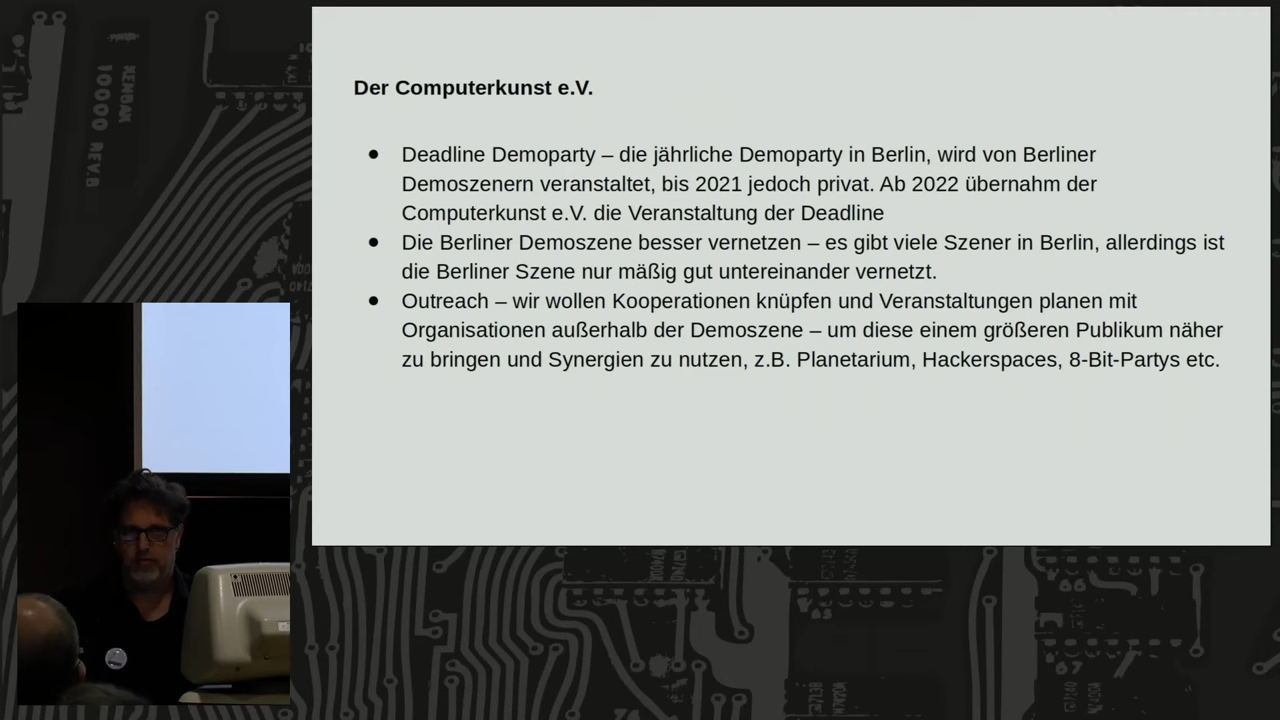 Der Computerkunst e.V.
● Deadline Demoparty – die jährliche Demoparty in Berlin, wird von Berliner
Demoszenern veranstaltet, bis 2021 jedoch privat. Ab 2022 übernahm der
Computerkunst e.V. die Veranstaltung der Deadline
● Die Berliner Demoszene besser vernetzen – es gibt viele Szener in Berlin, allerdings ist
die Berliner Szene nur mäßig gut untereinander vernetzt.
● Outreach – wir wollen Kooperationen knüpfen und Veranstaltungen planen mit
Organisationen außerhalb der Demoszene – um diese einem größeren Publikum näher
zu bringen und Synergien zu nutzen, z.B. Planetarium, Hackerspaces, 8-Bit-Partys etc.
KENBAK
10000 REV.B